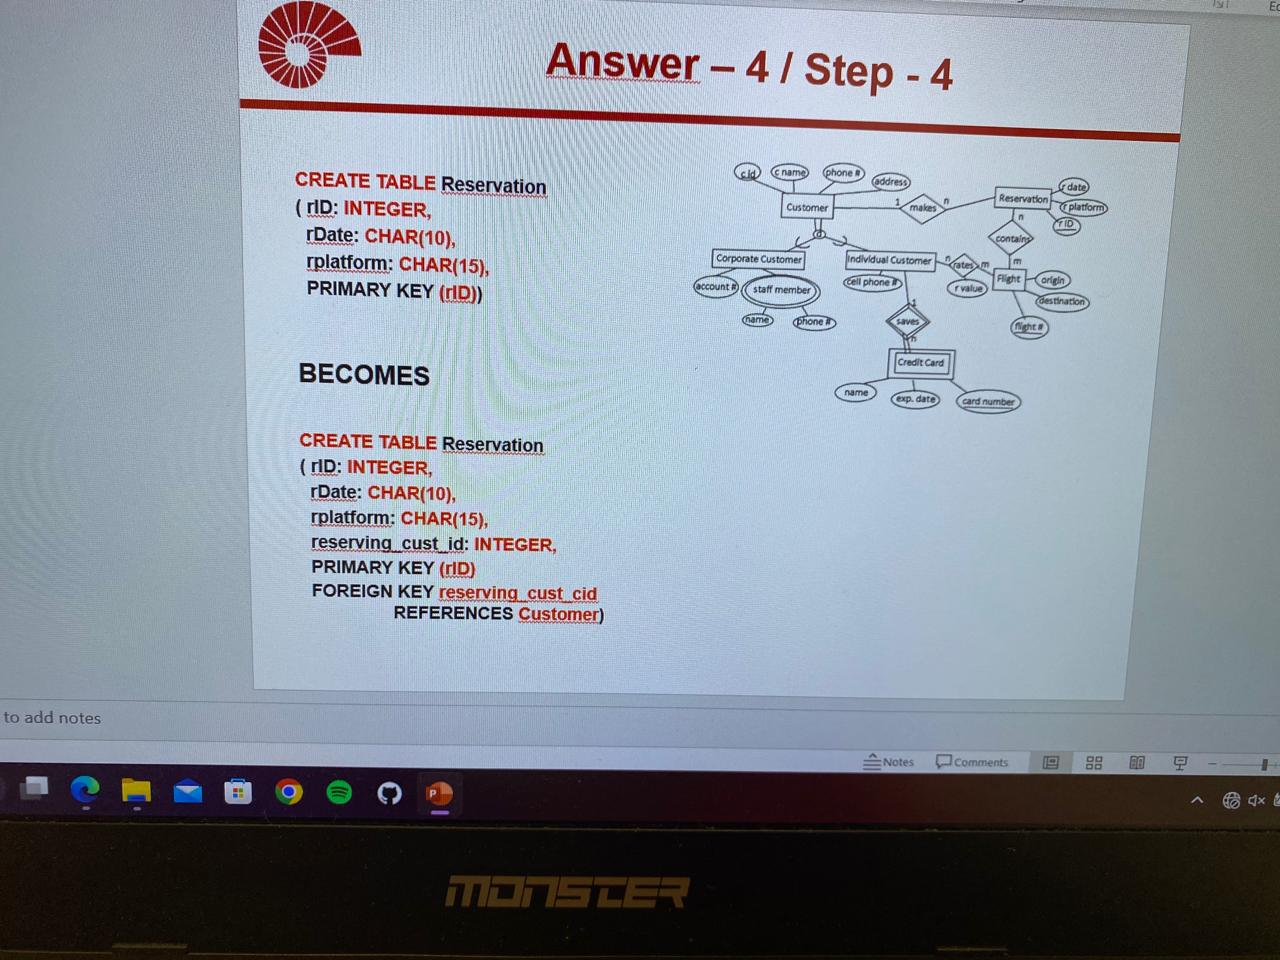 Answer – 4 / Step - 4
CREATE TABLE Reservation
( rID: INTEGER,
rDate: CHAR(10),
rplatform: CHAR(15),
PRIMARY KEY (rID))
BECOMES
CREATE TABLE Reservation
( rID: INTEGER,
rDate: CHAR(10),
rplatform: CHAR(15),
reserving_cust_id: INTEGER,
PRIMARY KEY (rID)
FOREIGN KEY reserving_cust_cid
REFERENCES Customer)
c id
c name
phone #
address
Customer
1
makes
n
Reservation
r date
r platform
r ID
n
contains
m
d
Corporate Customer
Individual Customer
n
rates
m
Flight
origin
destination
flight #
account #
staff member
cell phone #
r value
name
phone #
1
saves
n
Credit Card
name
exp. date
card number
to add notes
Notes
Comments
P
MONSTER